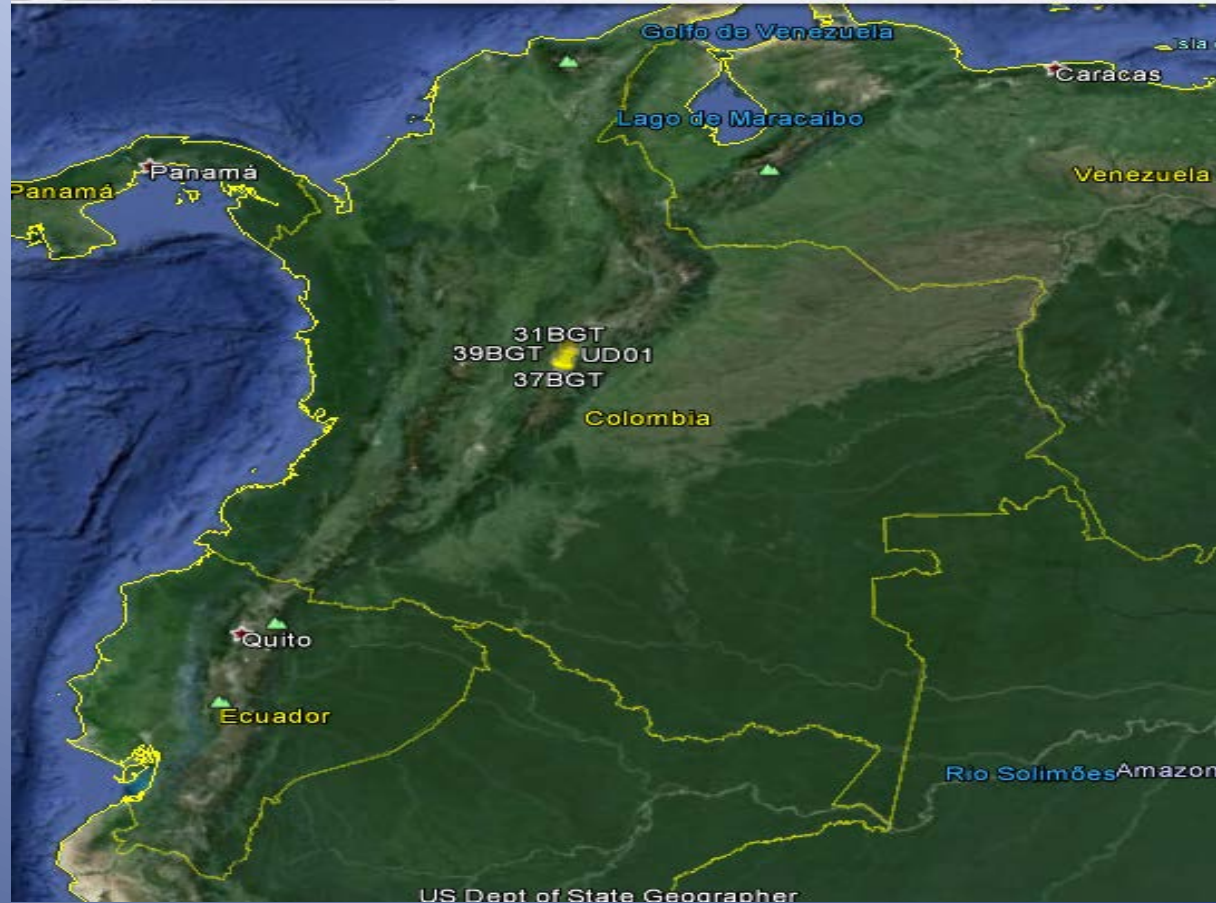 Golfo de Venezuela
Isla
Caracas
Lago de Maracaibo
Panamá
Panamá
Venezuela
31BGT
39BGT UD01
37BGT
Colombia
Quito
Ecuador
Rio Solimões Amazon
US Dept of State Geographer